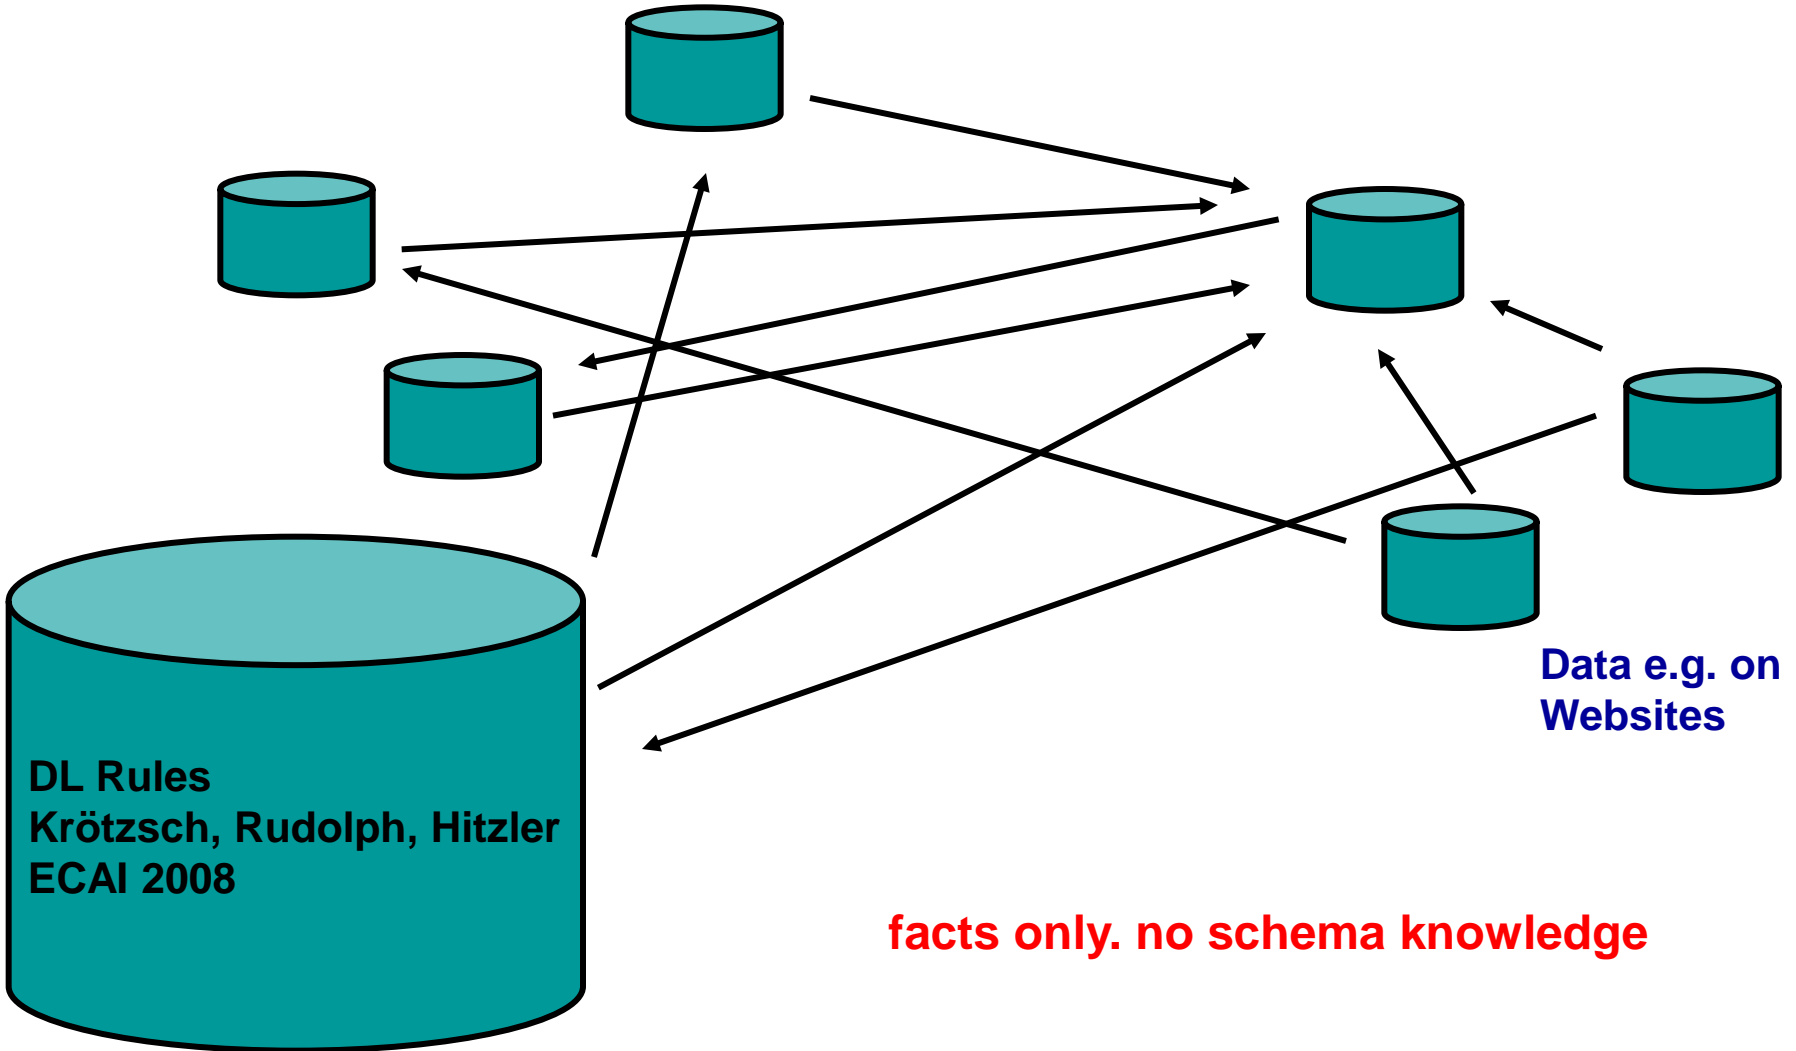 Data e.g. on
Websites
DL Rules
Krötzsch, Rudolph, Hitzler
ECAI 2008
facts only. no schema knowledge